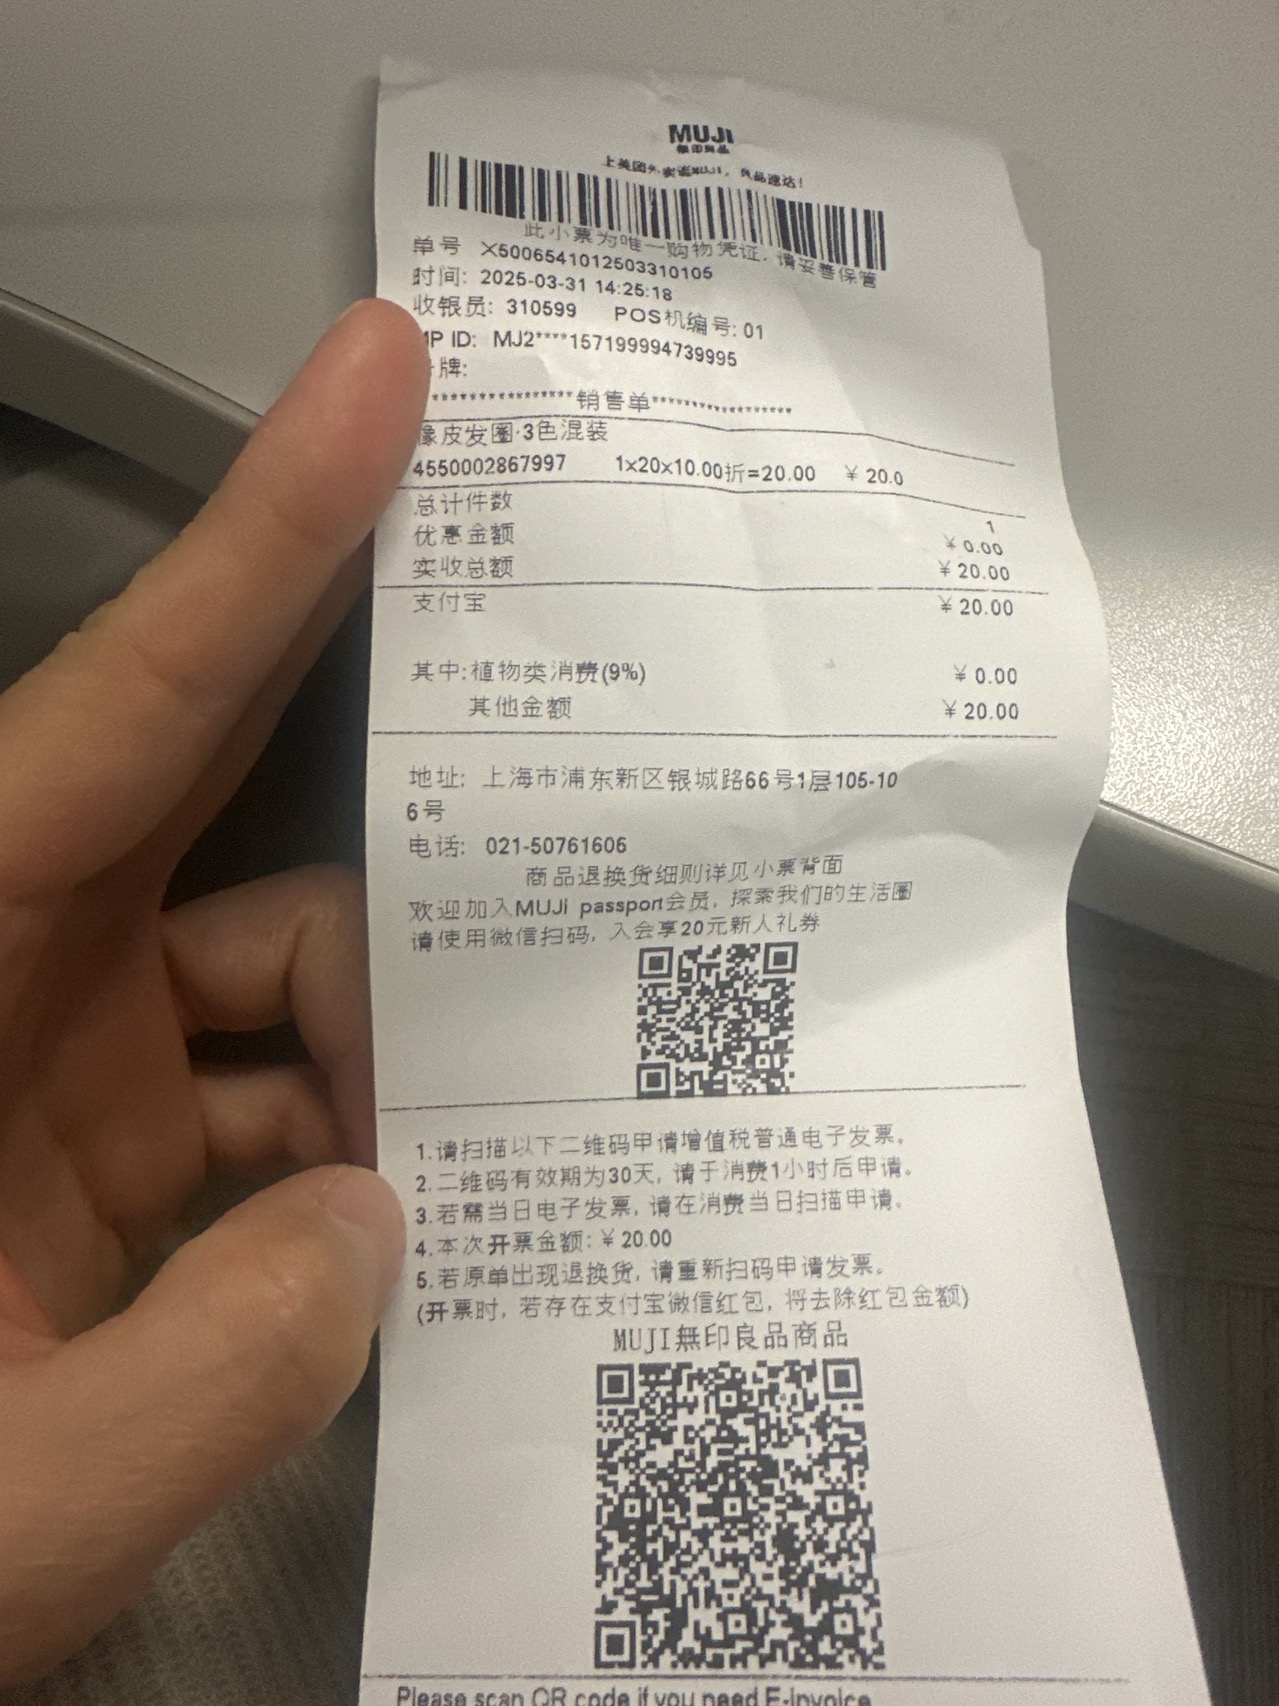 MUJI
無印良品
上美团外卖逛MUJI，良品速达！
此小票为唯一购物凭证，请妥善保管
单号 X5006541012503310105
时间: 2025-03-31 14:25:18
收银员: 310599 POS机编号: 01
MP ID: MJ2****157199994739995
牌:
******************销售单******************
橡皮发圈·3色混装
4550002867997 1x20x10.00折=20.00 ¥ 20.0
总计件数 1
优惠金额 ¥ 0.00
实收总额 ¥ 20.00
支付宝 ¥ 20.00
其中:植物类消费(9%) ¥ 0.00
其他金额 ¥ 20.00
地址: 上海市浦东新区银城路66号1层105-10
6号
电话: 021-50761606
商品退换货细则详见小票背面
欢迎加入MUJI passport会员, 探索我们的生活圈
请使用微信扫码, 入会享20元新人礼券
1.请扫描以下二维码申请增值税普通电子发票。
2.二维码有效期为30天, 请于消费1小时后申请。
3.若需当日电子发票, 请在消费当日扫描申请。
4.本次开票金额: ¥ 20.00
5.若原单出现退换货, 请重新扫码申请发票。
(开票时, 若存在支付宝微信红包, 将去除红包金额)
MUJI無印良品商品
Please scan QR code if you need E-invoice